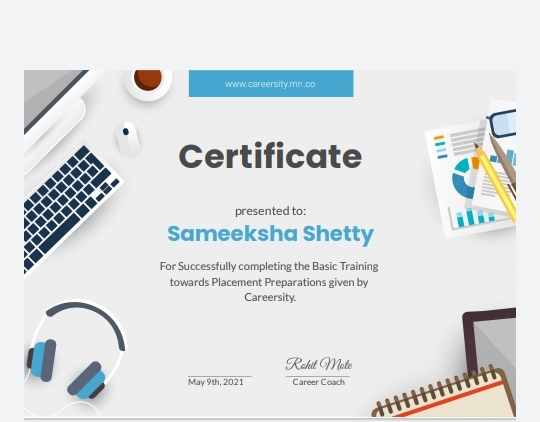 www.careersity.mn.co
Certificate
presented to:
Sameeksha Shetty
For Successfully completing the Basic Training
towards Placement Preparations given by
Careersity.
Rohit Mote
May 9th, 2021
Career Coach